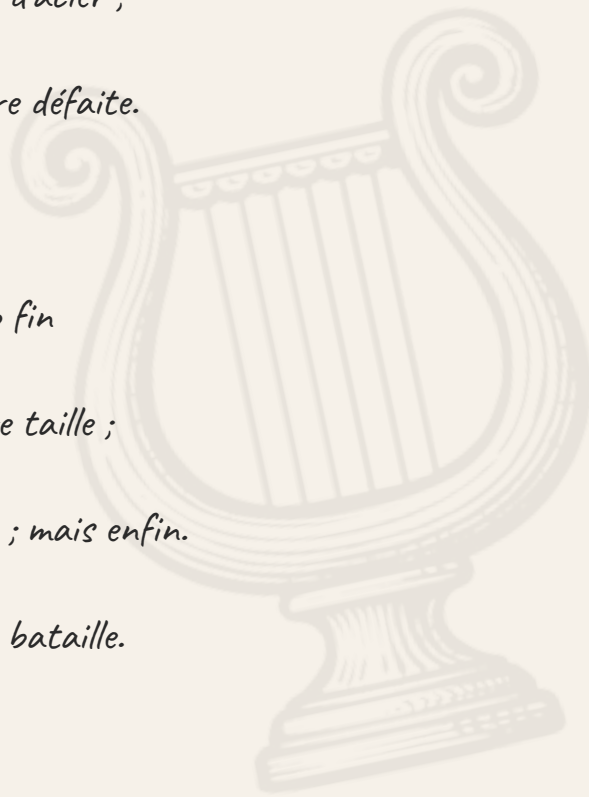 d'acier ;
re défaite.
fin
e taille ;
; mais enfin.
bataille.